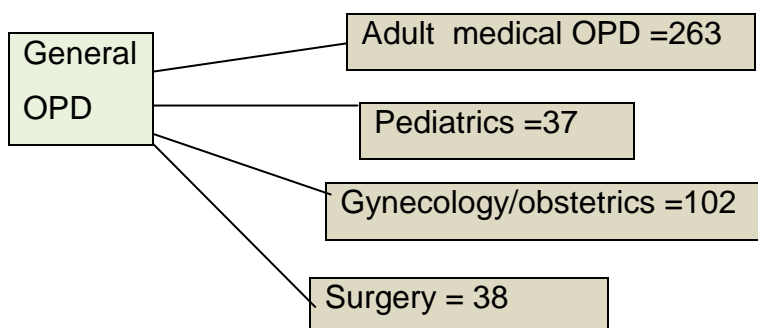 General
OPD
Adult medical OPD =263
Pediatrics =37
Gynecology/obstetrics =102
Surgery = 38